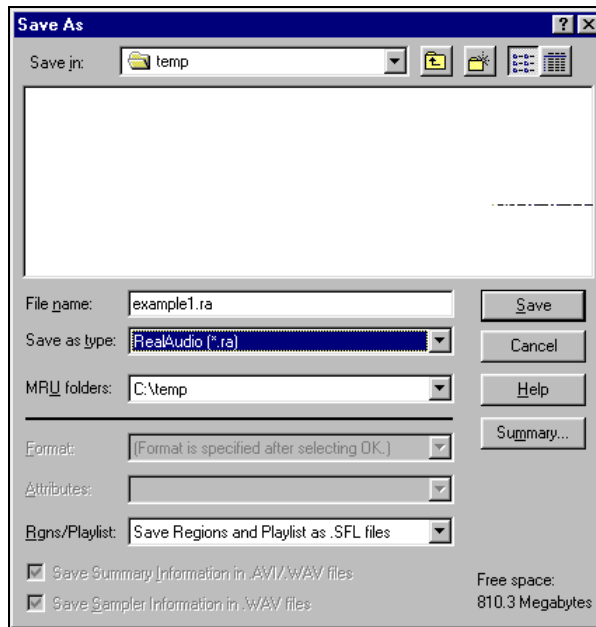 Save As
Save in: temp
File name: example1.ra
Save
Save as type: RealAudio (*.ra)
Cancel
MRU folders: C:\temp
Help
Summary...
Format: (Format is specified after selecting OK.)
Attributes:
Rgns/Playlist: Save Regions and Playlist as .SFL files
Save Summary Information in .AVI/.WAV files
Save Sampler Information in .WAV files
Free space:
810.3 Megabytes